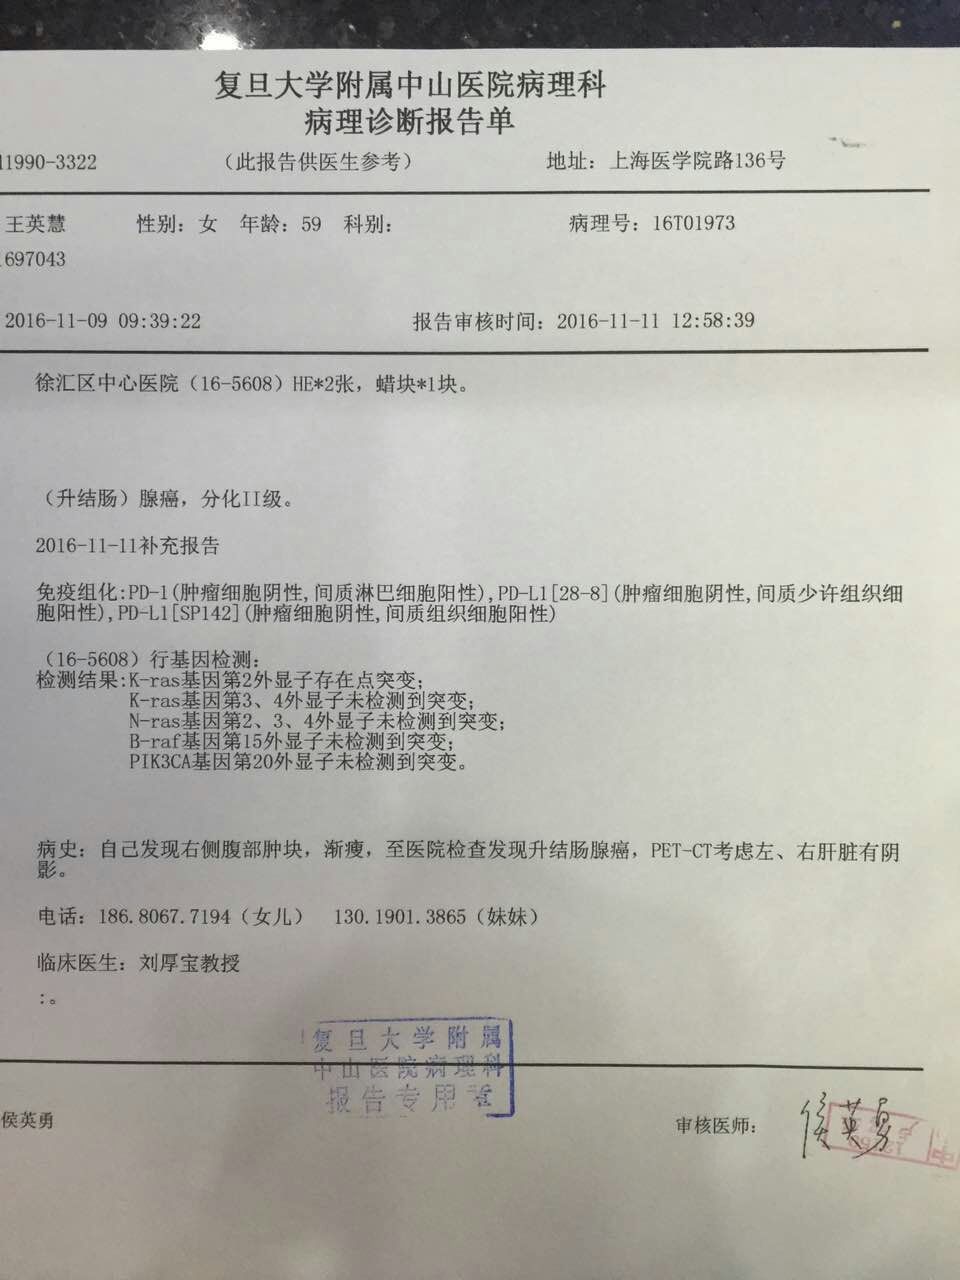 复旦大学附属中山医院病理科
病理诊断报告单
11990-3322 （此报告供医生参考） 地址：上海医学院路136号
王英慧 性别：女 年龄：59 科别： 病理号：16T01973
697043
2016-11-09 09:39:22 报告审核时间：2016-11-11 12:58:39
徐汇区中心医院（16-5608）HE*2张，蜡块*1块。
（升结肠）腺癌，分化II级。
2016-11-11补充报告
免疫组化:PD-1(肿瘤细胞阴性,间质淋巴细胞阳性),PD-L1[28-8](肿瘤细胞阴性,间质少许组织细
胞阳性),PD-L1[SP142](肿瘤细胞阴性,间质组织细胞阳性)
（16-5608）行基因检测：
检测结果:K-ras基因第2外显子存在点突变;
K-ras基因第3、4外显子未检测到突变;
N-ras基因第2、3、4外显子未检测到突变;
B-raf基因第15外显子未检测到突变;
PIK3CA基因第20外显子未检测到突变。
病史：自己发现右侧腹部肿块，渐瘦，至医院检查发现升结肠腺癌，PET-CT考虑左、右肝脏有阴
影。
电话：186.8067.7194（女儿） 130.1901.3865（妹妹）
临床医生：刘厚宝教授
:。
复旦大学附属
中山医院病理科
报告专用章
侯英勇 审核医师： 侯英勇